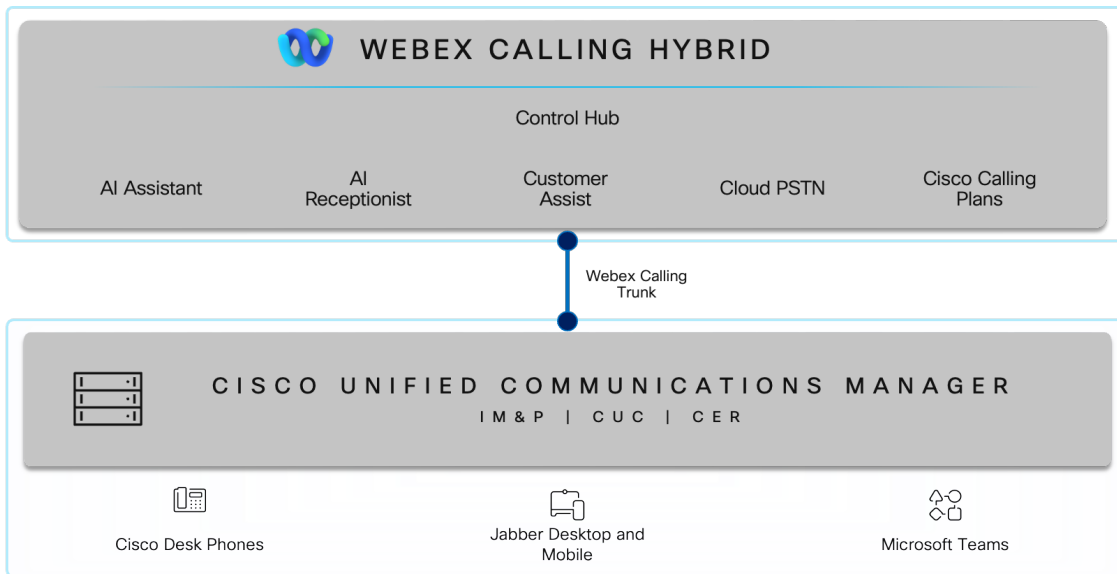 WEBEX CALLING HYBRID
Control Hub
AI Assistant
AI
Receptionist
Customer
Assist
Cloud PSTN
Cisco Calling
Plans
Webex Calling
Trunk
CISCO UNIFIED COMMUNICATIONS MANAGER
IM&P | CUC | CER
Cisco Desk Phones
Jabber Desktop and
Mobile
Microsoft Teams